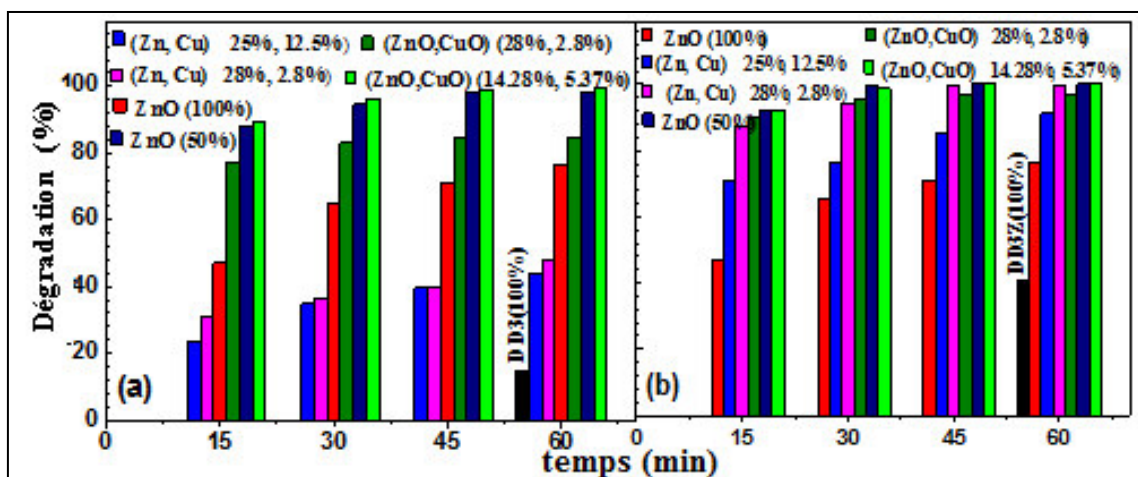 (Zn, Cu) 25%, 12.5%)
(ZnO,CuO) (28%, 2.8%)
(Zn, Cu) 28%, 2.8%)
(ZnO,CuO) (14.28%, 5.37%)
ZnO (100%)
ZnO (50%)
ZnO (100%)
(ZnO,CuO) 28%, 2.8%)
(Zn, Cu) 25%, 12.5%
(ZnO,CuO) 14.28%, 5.37%)
(Zn, Cu) 28%, 2.8%)
ZnO (50%)
Dégradation (%)
100
80
60
40
20
0
DD3(100%)
DD3Z(100%)
(a)
(b)
0 15 30 45 60
0 15 30 45 60
temps (min)